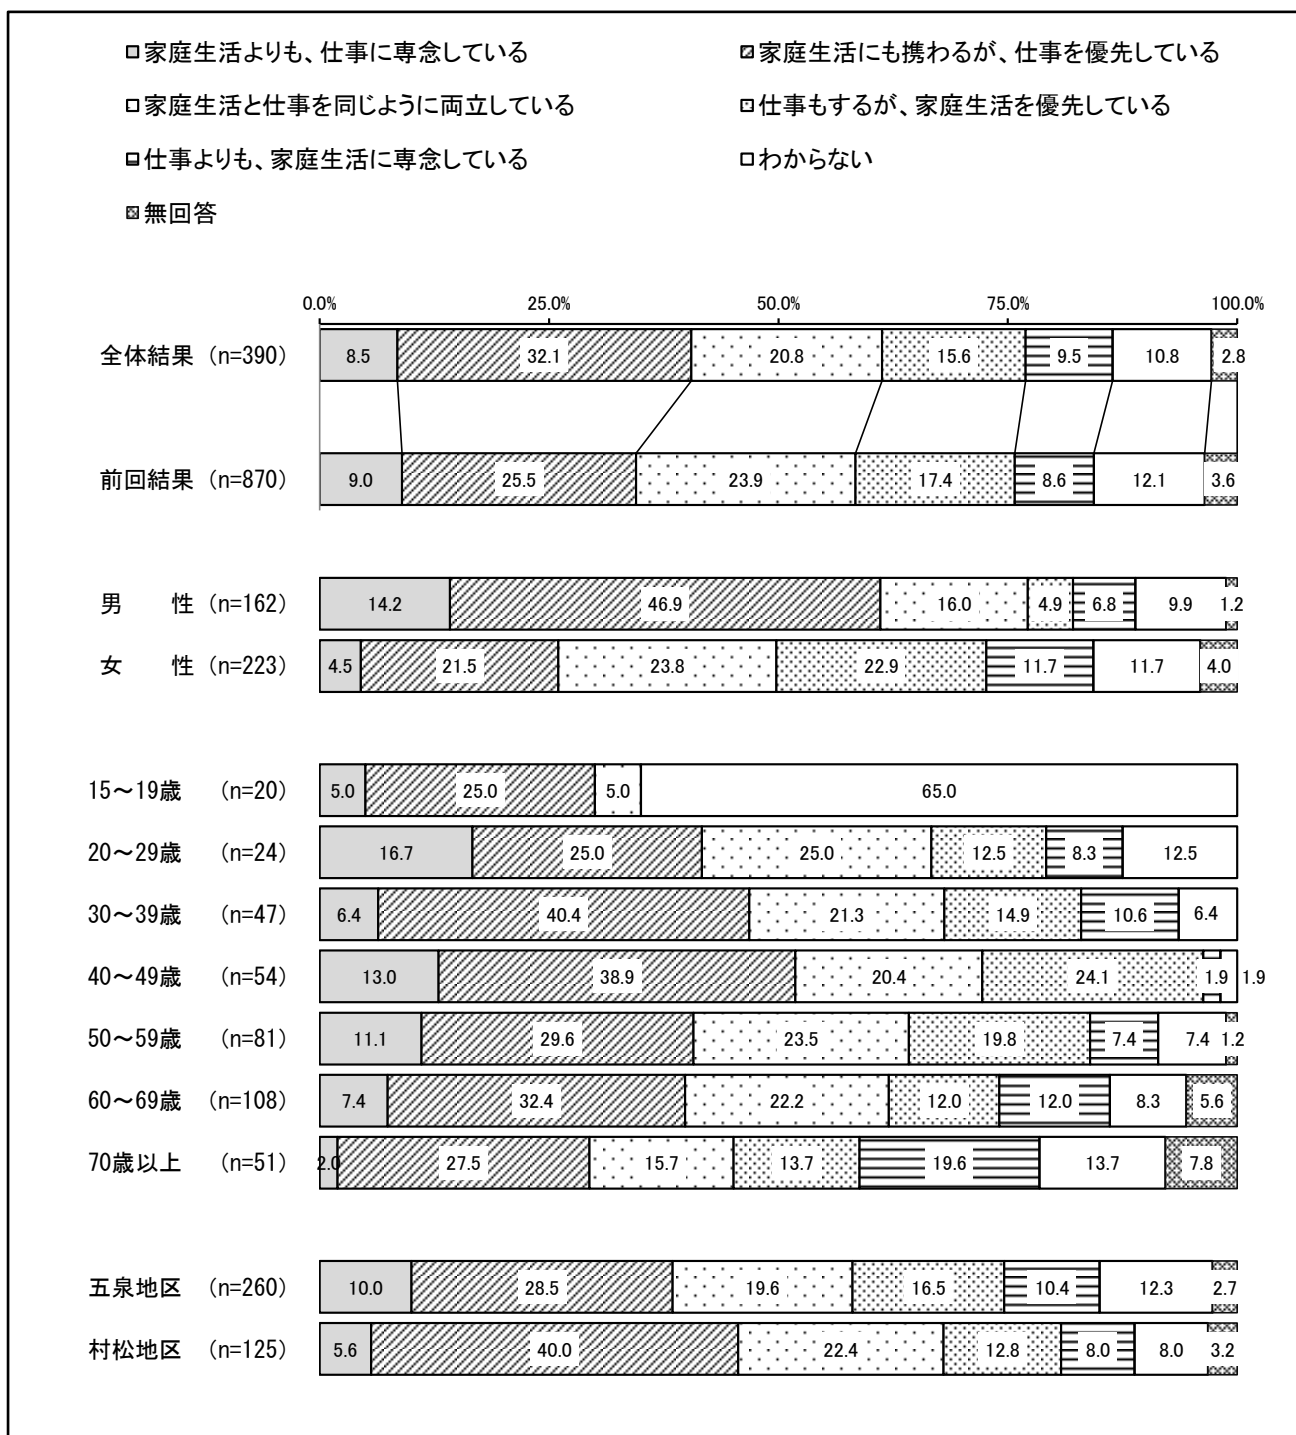 家庭生活よりも、仕事に専念している 家庭生活にも携わるが、仕事を優先している
家庭生活と仕事を同じように両立している 仕事もするが、家庭生活を優先している
仕事よりも、家庭生活に専念している わからない
無回答
0.0% 25.0% 50.0% 75.0% 100.0%
全体結果 (n=390) 8.5 32.1 20.8 15.6 9.5 10.8 2.8
前回結果 (n=870) 9.0 25.5 23.9 17.4 8.6 12.1 3.6
男　　性 (n=162) 14.2 46.9 16.0 4.9 6.8 9.9 1.2
女　　性 (n=223) 4.5 21.5 23.8 22.9 11.7 11.7 4.0
15～19歳 (n=20) 5.0 25.0 5.0 65.0
20～29歳 (n=24) 16.7 25.0 25.0 12.5 8.3 12.5
30～39歳 (n=47) 6.4 40.4 21.3 14.9 10.6 6.4
40～49歳 (n=54) 13.0 38.9 20.4 24.1 1.9 1.9
50～59歳 (n=81) 11.1 29.6 23.5 19.8 7.4 7.4 1.2
60～69歳 (n=108) 7.4 32.4 22.2 12.0 12.0 8.3 5.6
70歳以上 (n=51) 2.0 27.5 15.7 13.7 19.6 13.7 7.8
五泉地区 (n=260) 10.0 28.5 19.6 16.5 10.4 12.3 2.7
村松地区 (n=125) 5.6 40.0 22.4 12.8 8.0 8.0 3.2